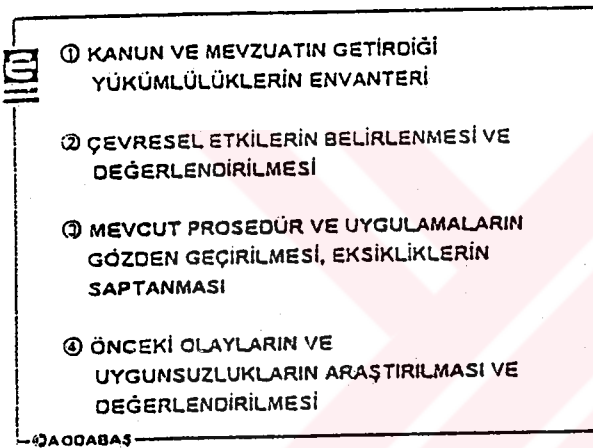 ① KANUN VE MEVZUATIN GETİRDİĞİ
YÜKÜMLÜLÜKLERİN ENVANTERİ
② ÇEVRESEL ETKİLERİN BELİRLENMESİ VE
DEĞERLENDİRİLMESİ
③ MEVCUT PROSEDÜR VE UYGULAMALARIN
GÖZDEN GEÇİRİLMESİ, EKSİKLİKLERİN
SAPTANMASI
④ ÖNCEKİ OLAYLARIN VE
UYGUNSUZLUKLARIN ARAŞTIRILMASI VE
DEĞERLENDİRİLMESİ